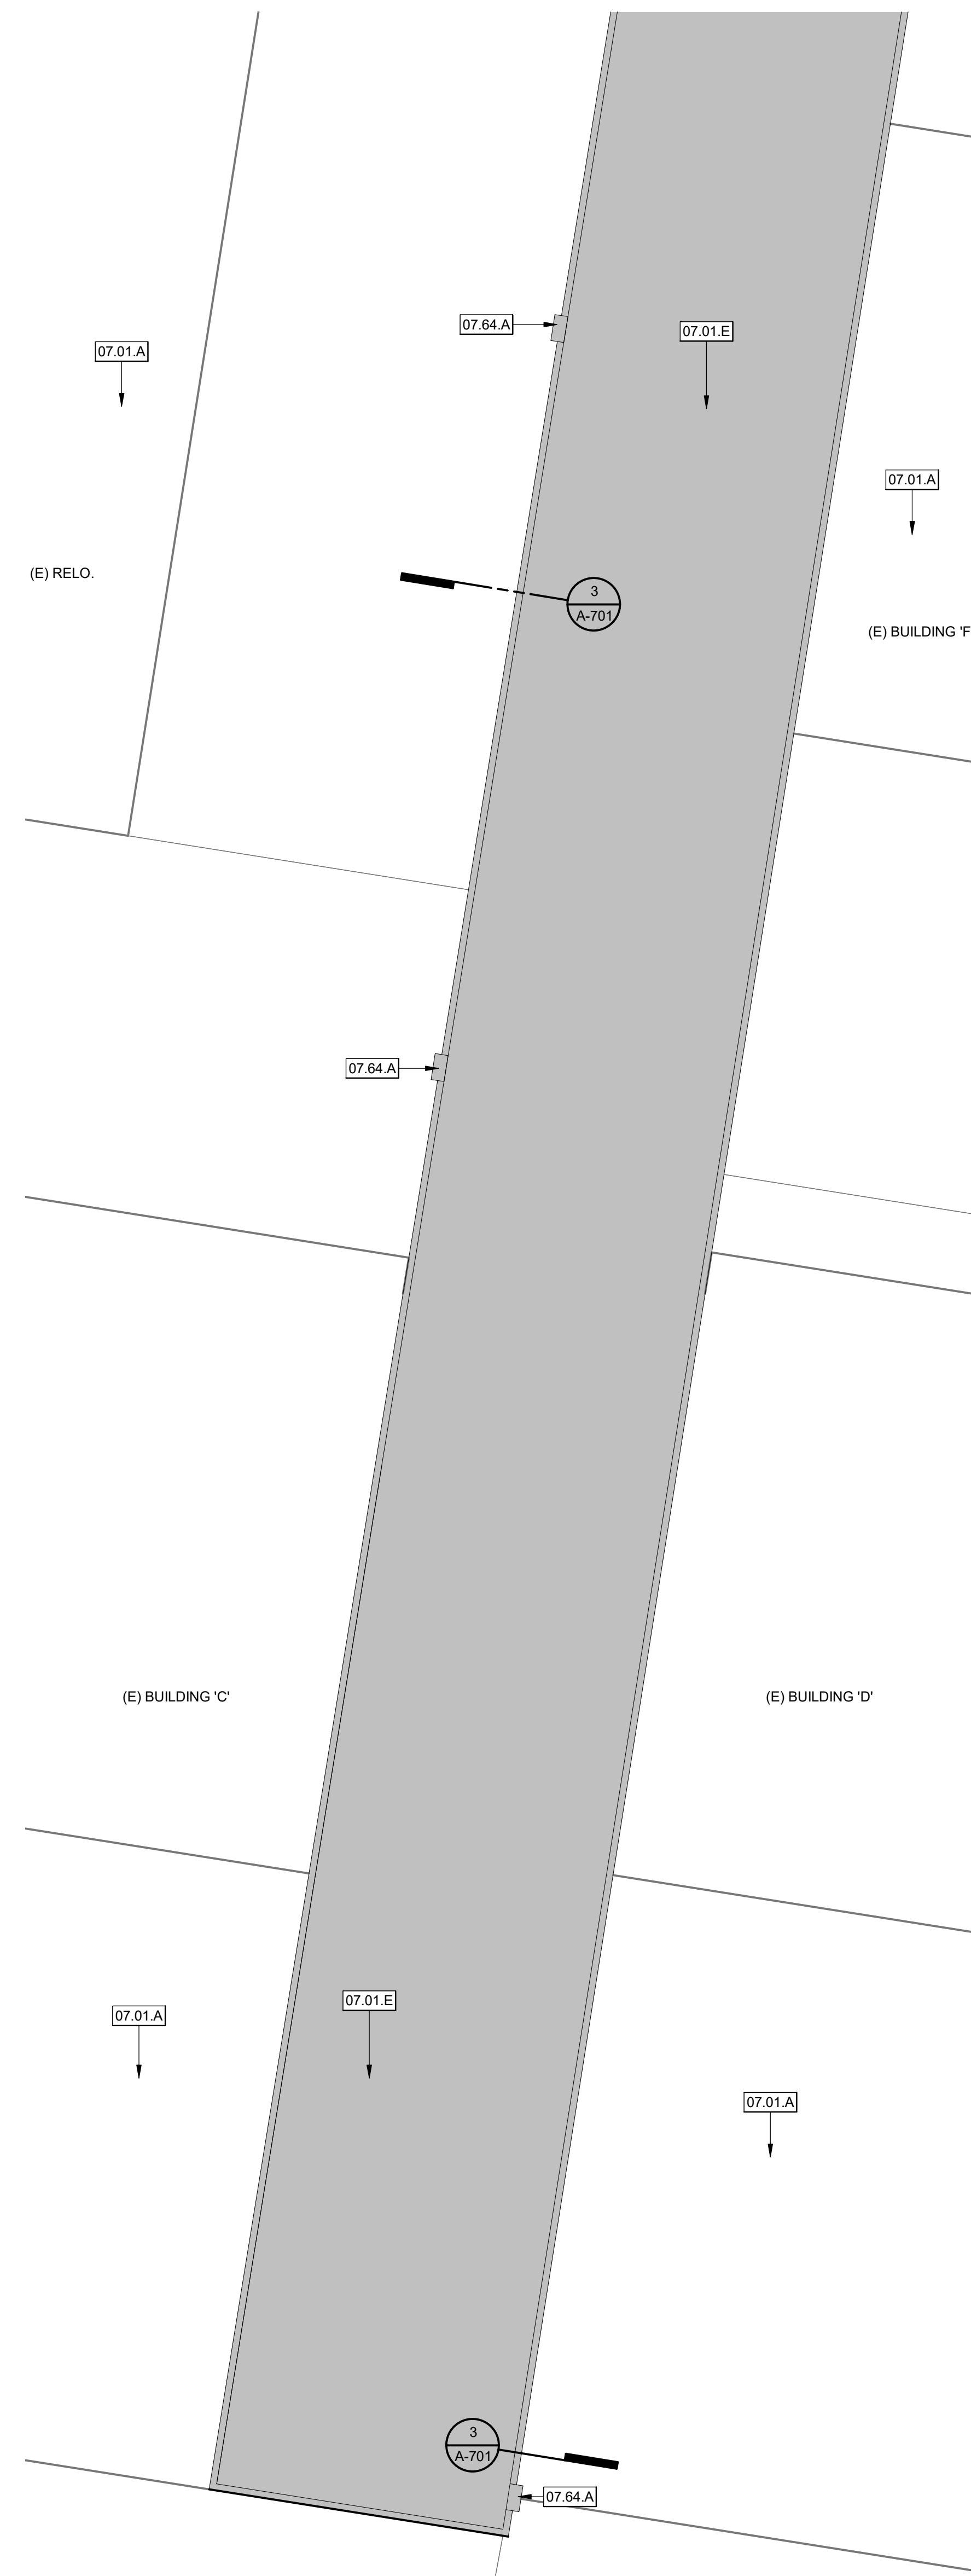 07.64.A
07.01.E
07.01.A
07.01.A
(E) RELO.
3
A-701
(E) BUILDING 'F
07.64.A
(E) BUILDING 'C'
(E) BUILDING 'D'
07.01.E
07.01.A
07.01.A
3
A-701
07.64.A